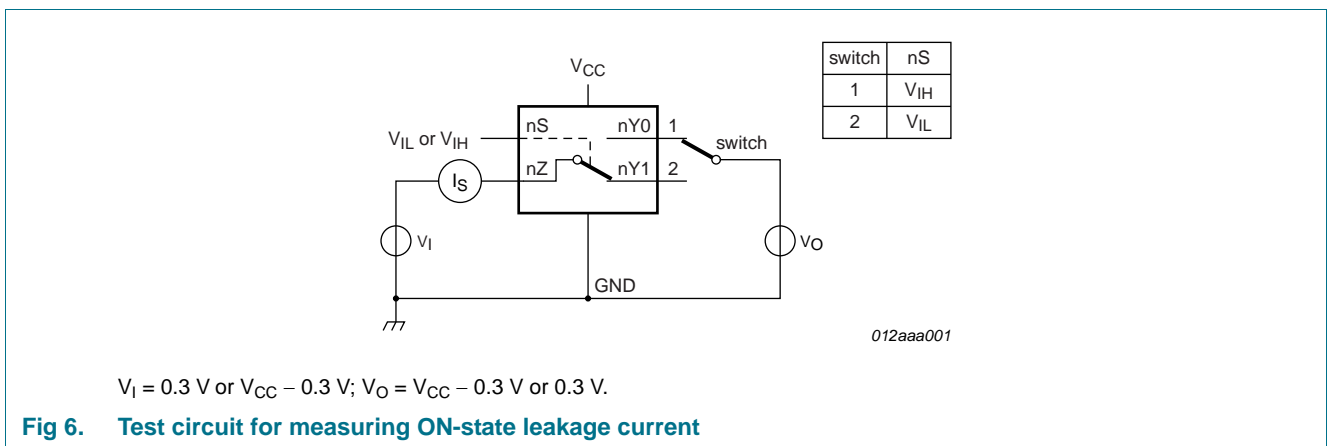 switch nS
1 VIH
2 VIL
VCC
VIL or VIH
nS
nY0
1
switch
nZ
nY1
2
IS
VI
VO
GND
012aaa001
VI = 0.3 V or VCC − 0.3 V; VO = VCC − 0.3 V or 0.3 V.
Fig 6. Test circuit for measuring ON-state leakage current